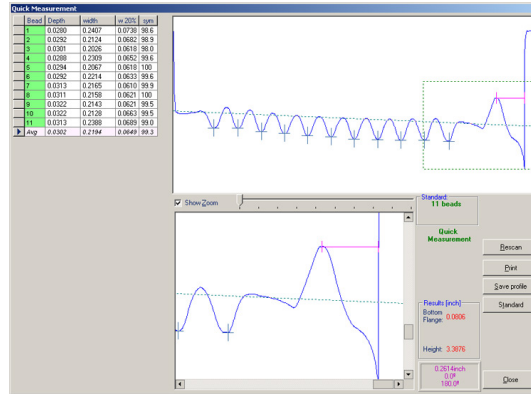 Quick Measurement
Bead Depth width w 20% sym
1 0.0280 0.2407 0.0738 98.6
2 0.0292 0.2124 0.0682 98.9
3 0.0301 0.2026 0.0618 98.0
4 0.0288 0.2309 0.0652 99.6
5 0.0294 0.2067 0.0618 100
6 0.0292 0.2214 0.0633 99.6
7 0.0313 0.2165 0.0610 99.9
8 0.0311 0.2158 0.0621 100
9 0.0322 0.2143 0.0621 99.5
10 0.0322 0.2128 0.0663 99.5
11 0.0313 0.2388 0.0689 99.0
Avg 0.0302 0.2194 0.0649 99.3
Show Zoom
Standard:
11 beads
Quick
Measurement
Rescan
Print
Save profile
Standard
Results [inch]
Bottom
Flange: 0.0806
Height: 3.3876
0.2614inch
0.0º
180.0º
Close